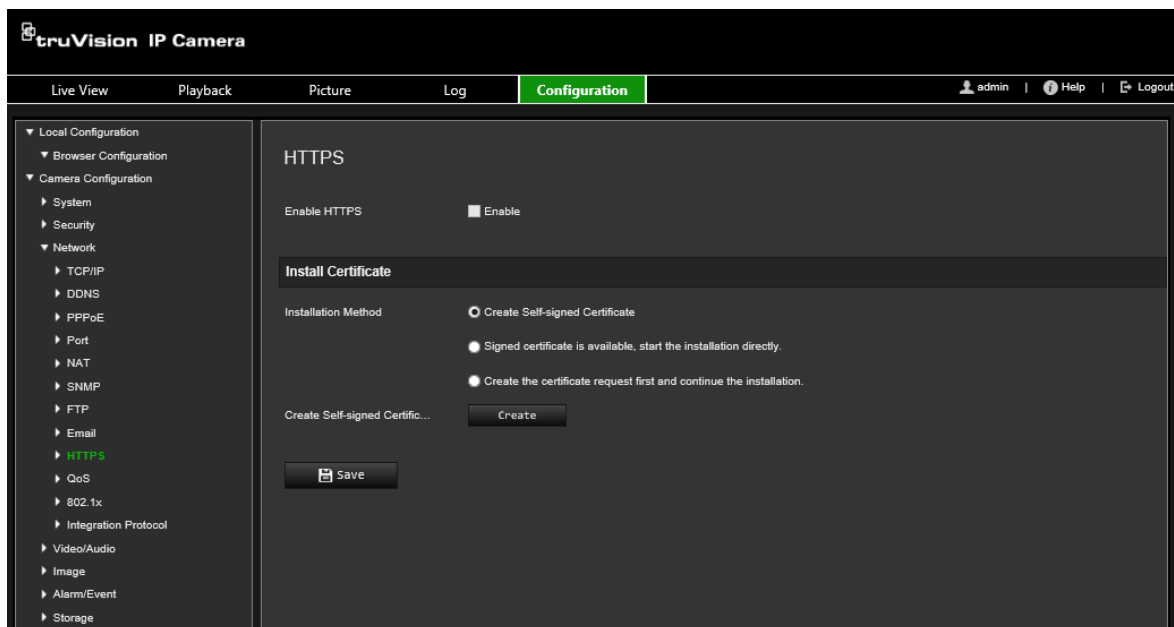 truVision IP Camera
Live View Playback Picture Log Configuration admin | Help | Logout
Local Configuration
Browser Configuration
Camera Configuration
System
Security
Network
TCP/IP
DDNS
PPPoE
Port
NAT
SNMP
FTP
Email
HTTPS
QoS
802.1x
Integration Protocol
Video/Audio
Image
Alarm/Event
Storage
HTTPS
Enable HTTPS Enable
Install Certificate
Installation Method Create Self-signed Certificate
Signed certificate is available, start the installation directly.
Create the certificate request first and continue the installation.
Create Self-signed Certific... Create
Save